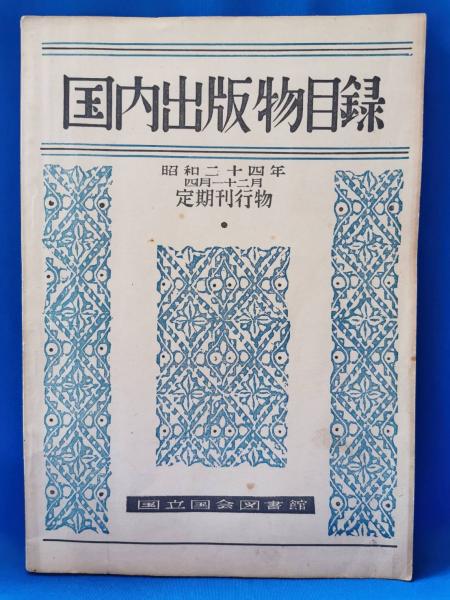 国内出版物目録
昭和二十四年
四月—十二月
定期刊行物
国立国会図書館